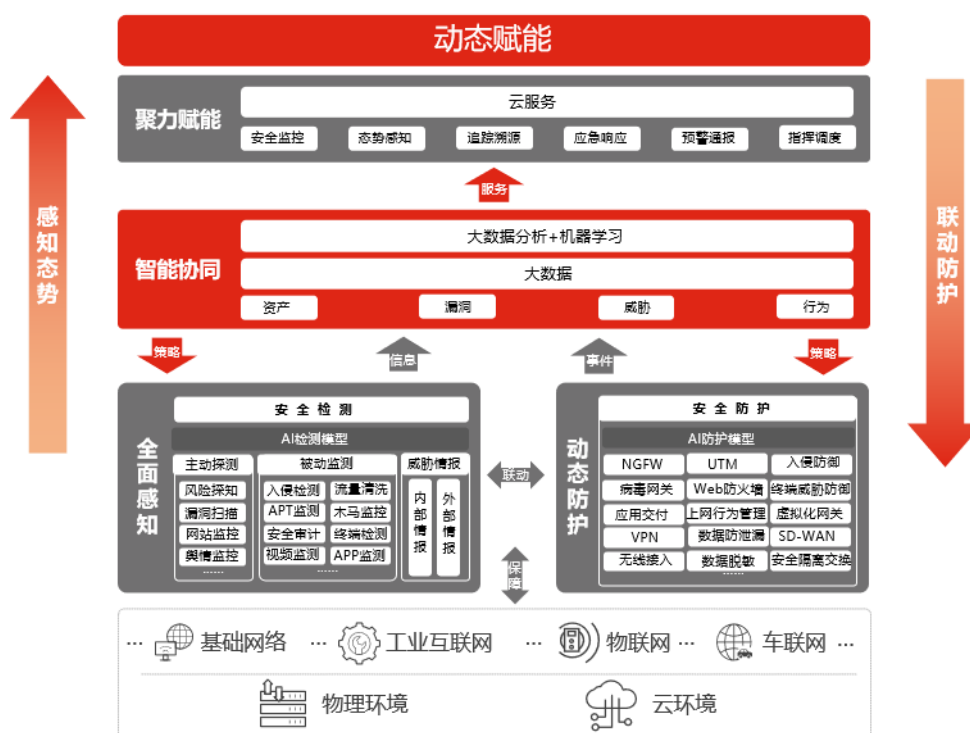 动态赋能
聚力赋能
云服务
安全监控 态势感知 追踪溯源 应急响应 预警通报 指挥调度
服务
感知态势
联动防护
智能协同
大数据分析+机器学习
大数据
资产 漏洞 威胁 行为
策略 信息 事件 策略
全面感知
安全检测
AI检测模型
主动探测 被动监测 威胁情报
风险探知 入侵检测 流量清洗
漏洞扫描 APT监测 木马监控
网站监控 安全审计 终端检测
舆情监控 视频监测 APP监测
内部情报 外部情报
...... ......
联动
动态防护
安全防护
AI防护模型
NGFW UTM 入侵防御
病毒网关 Web防火墙 终端威胁防御
应用交付 上网行为管理 虚拟化网关
VPN 数据防泄漏 SD-WAN
无线接入 数据脱敏 安全隔离交换
......
保障
... 基础网络 ... 工业互联网 ... 物联网 ... 车联网 ...
物理环境 云环境